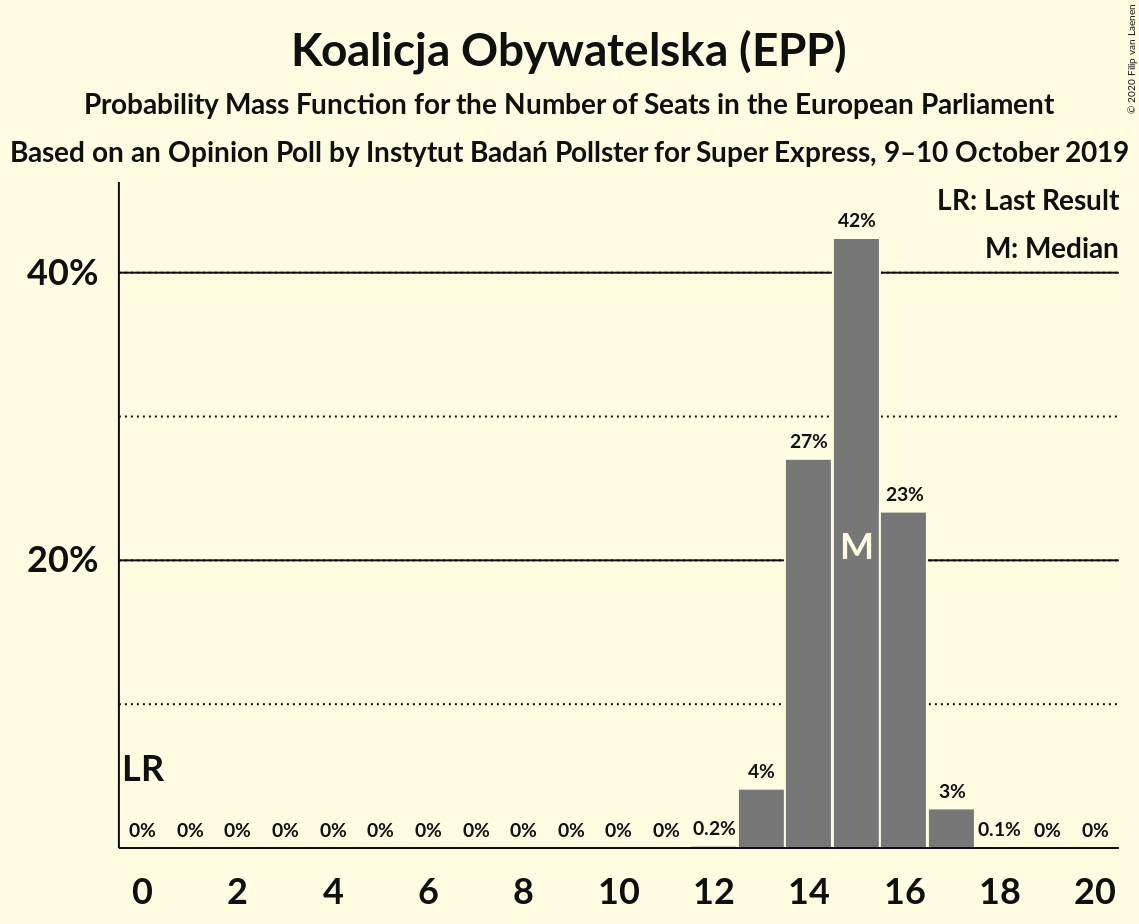 Koalicja Obywatelska (EPP)
Probability Mass Function for the Number of Seats in the European Parliament
Based on an Opinion Poll by Instytut Badań Pollster for Super Express, 9–10 October 2019
© 2020 Filip van Laenen
LR: Last Result
M: Median
42%
40%
27%
23%
M
20%
LR
4%
3%
0% 0% 0% 0% 0% 0% 0% 0% 0% 0% 0% 0% 0.2% 0.1% 0% 0%
0 2 4 6 8 10 12 14 16 18 20